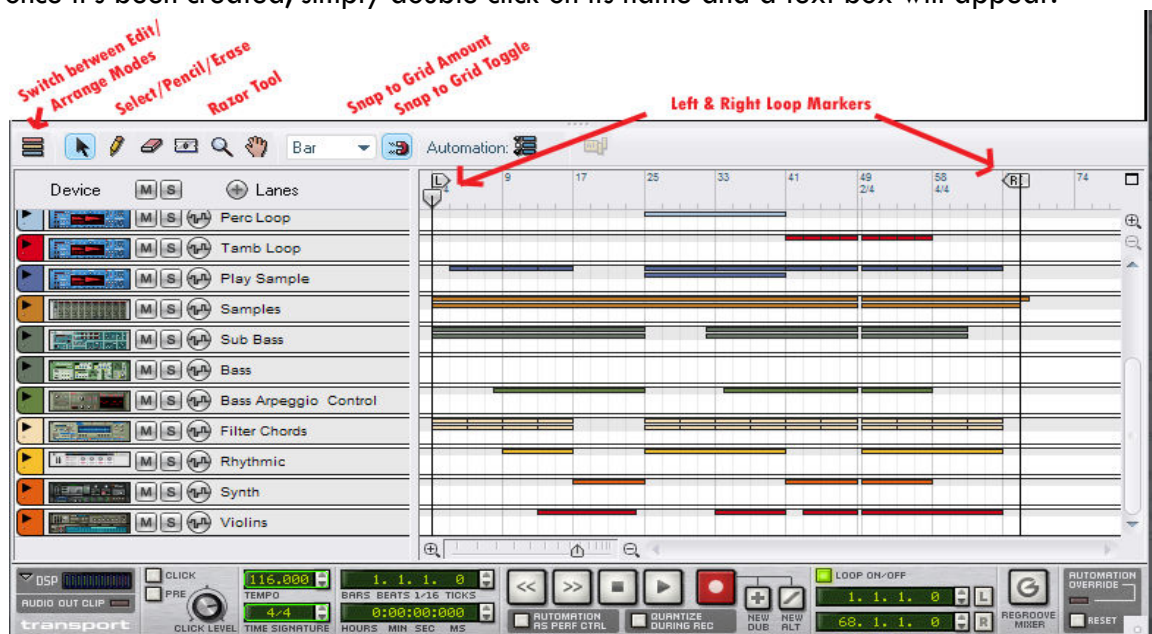 once it's been created, simply double click on its name and a text box will appear.
Switch between Edit/
Arrange Modes
Select/Pencil/Erase
Razor Tool
Snap to Grid Amount
Snap to Grid Toggle
Left & Right Loop Markers
Bar
Automation:
Device M S Lanes
L 9 17 25 33 41 49 58 R 74
2/4 4/4
M S Perc Loop
M S Tamb Loop
M S Play Sample
M S Samples
M S Sub Bass
M S Bass
M S Bass Arpeggio Control
M S Filter Chords
M S Rhythmic
M S Synth
M S Violins
DSP
AUDIO OUT CLIP
transport
CLICK
PRE
CLICK LEVEL
116.000
TEMPO
4/4
TIME SIGNATURE
1. 1. 1. 0
BARS BEATS 1/16 TICKS
0:00:00:000
HOURS MIN SEC MS
AUTOMATION
AS PERF CTRL
QUANTIZE
DURING REC
NEW
DUB
NEW
ALT
LOOP ON/OFF
1. 1. 1. 0 L
68. 1. 1. 0 R
G
REGROOVE
MIXER
AUTOMATION
OVERRIDE
RESET